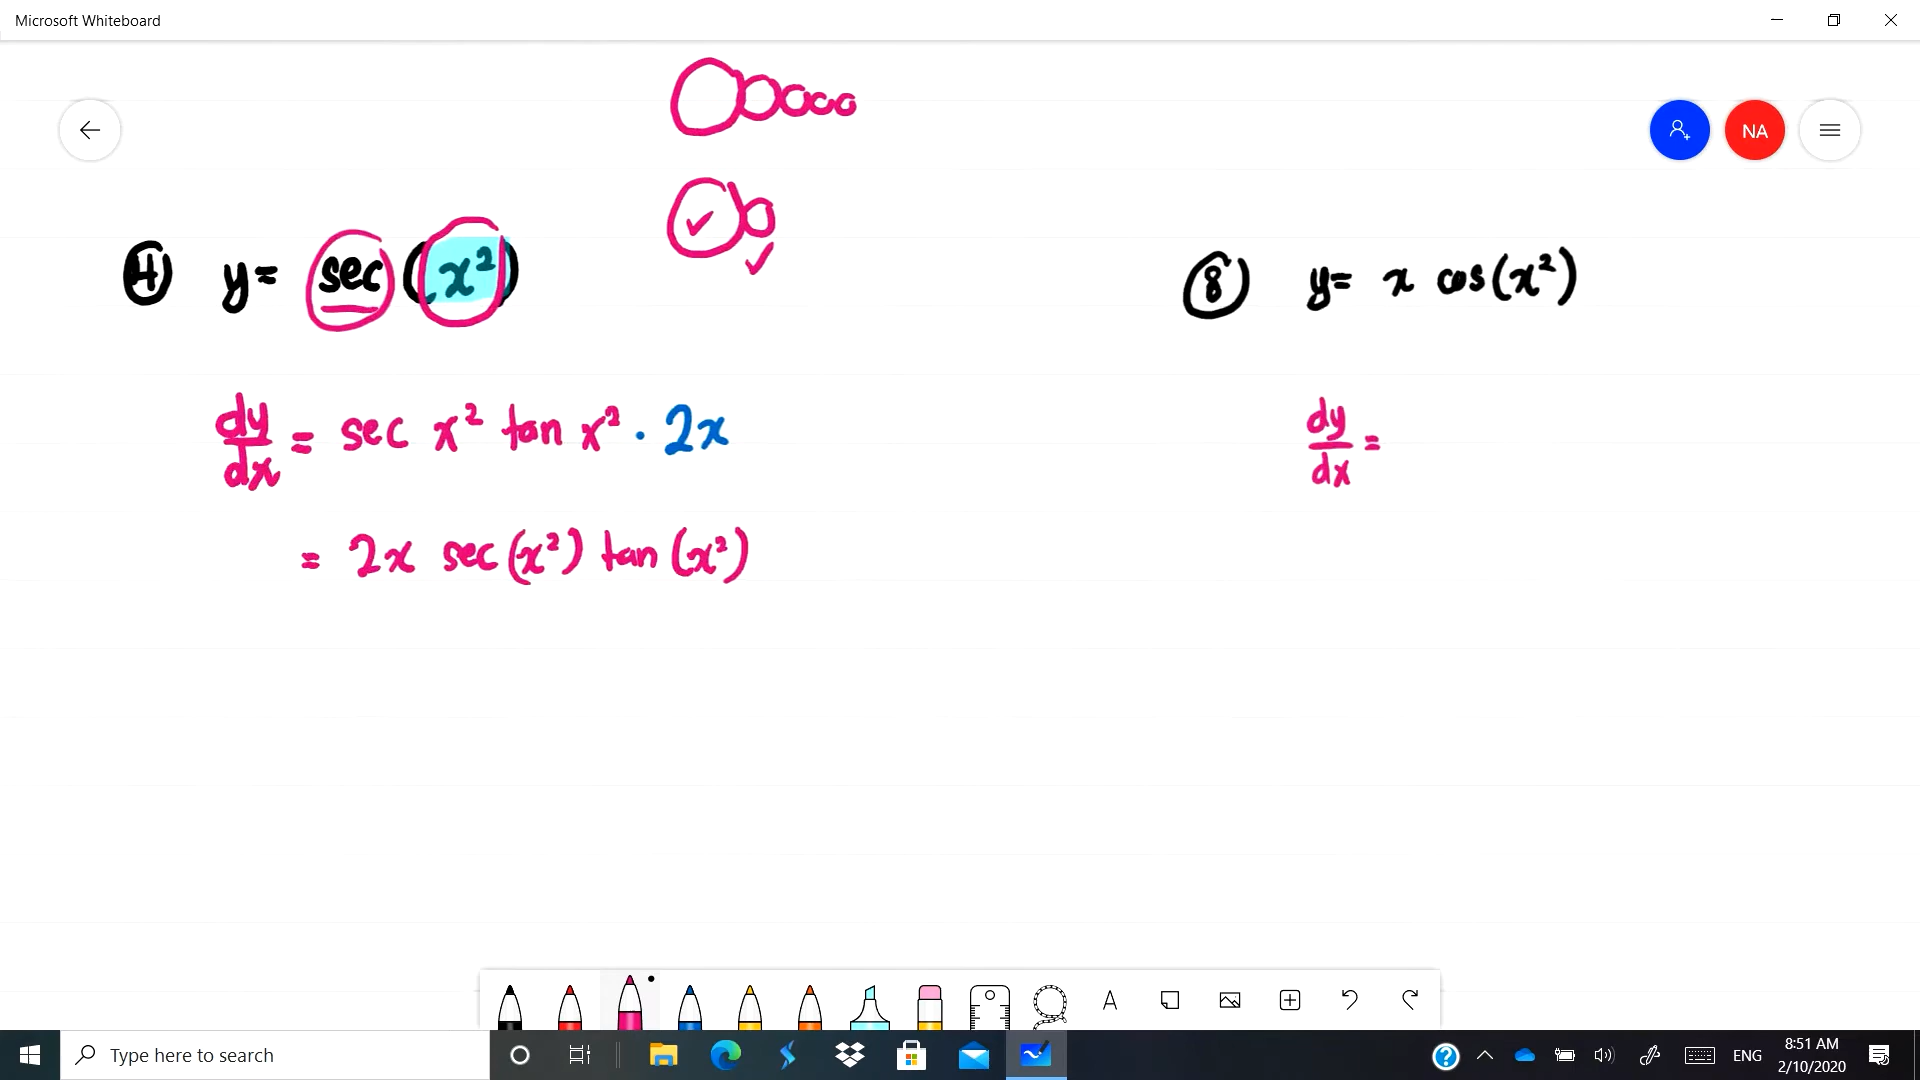 Microsoft Whiteboard
NA
④ y = sec (x²)
dy/dx = sec x² tan x² · 2x
= 2x sec(x²) tan(x²)
⑧ y = x cos(x²)
dy/dx =
A
Type here to search
ENG
8:51 AM
2/10/2020